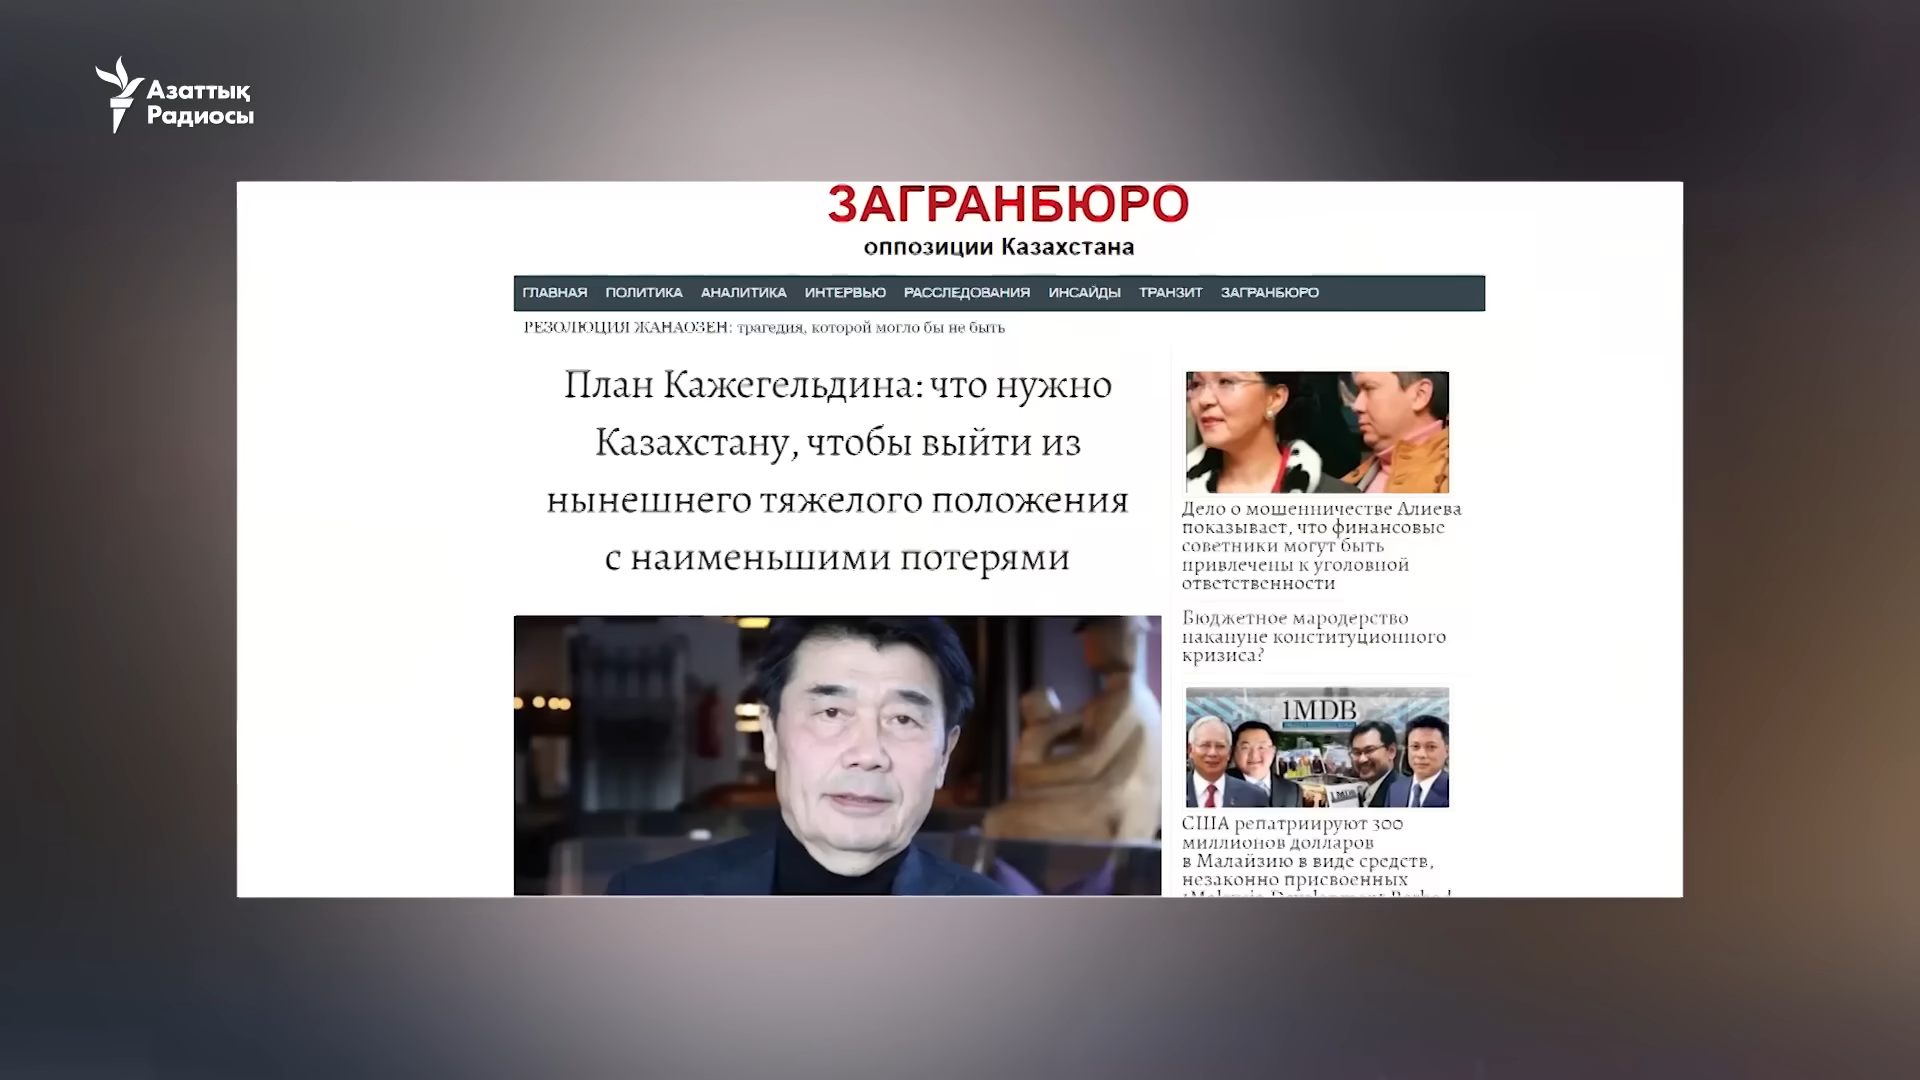 Азаттық
Радиосы
ЗАГРАНБЮРО
оппозиции Казахстана
ГЛАВНАЯ ПОЛИТИКА АНАЛИТИКА ИНТЕРВЬЮ РАССЛЕДОВАНИЯ ИНСАЙДЫ ТРАНЗИТ ЗАГРАНБЮРО
РЕЗОЛЮЦИЯ ЖАНАОЗЕН: трагедия, которой могло бы не быть
План Кажегельдина: что нужно
Казахстану, чтобы выйти из
нынешнего тяжелого положения
с наименьшими потерями
Дело о мошенничестве Алиева
показывает, что финансовые
советники могут быть
привлечены к уголовной
ответственности
Бюджетное мародерство
накануне конституционного
кризиса?
1MDB
1MDB
США репатриируют 300
миллионов долларов
в Малайзию в виде средств,
незаконно присвоенных